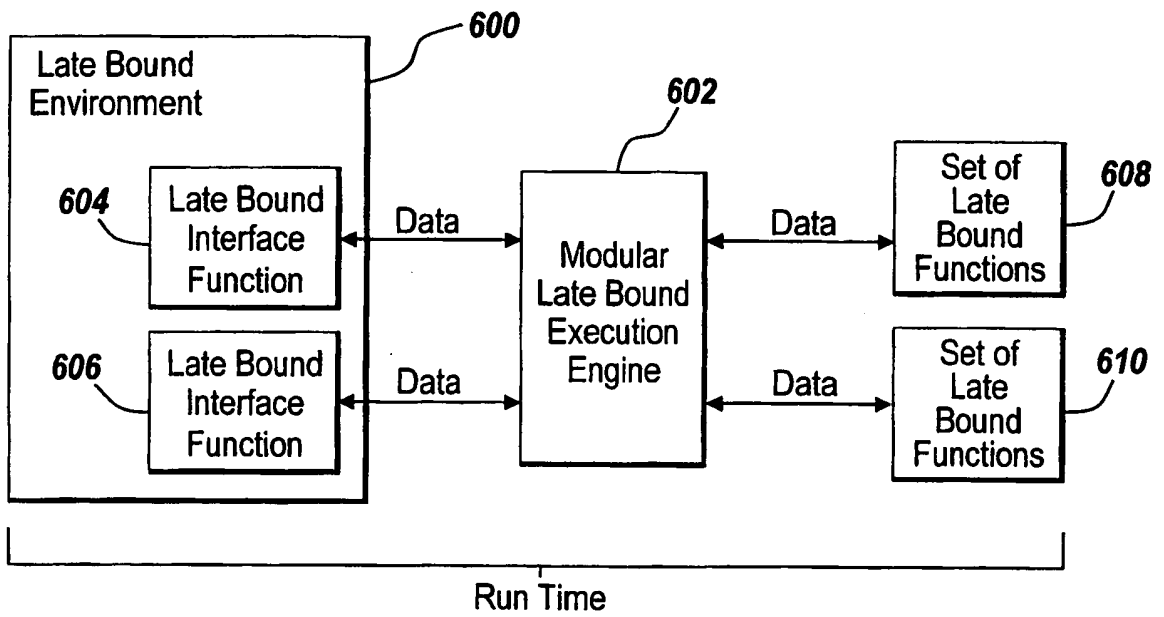 600
Late Bound
Environment
602
604
Late Bound
Interface
Function
Data
Modular
Late Bound
Execution
Engine
Data
Set of
Late
Bound
Functions
608
606
Late Bound
Interface
Function
Data
Data
Set of
Late
Bound
Functions
610
Run Time